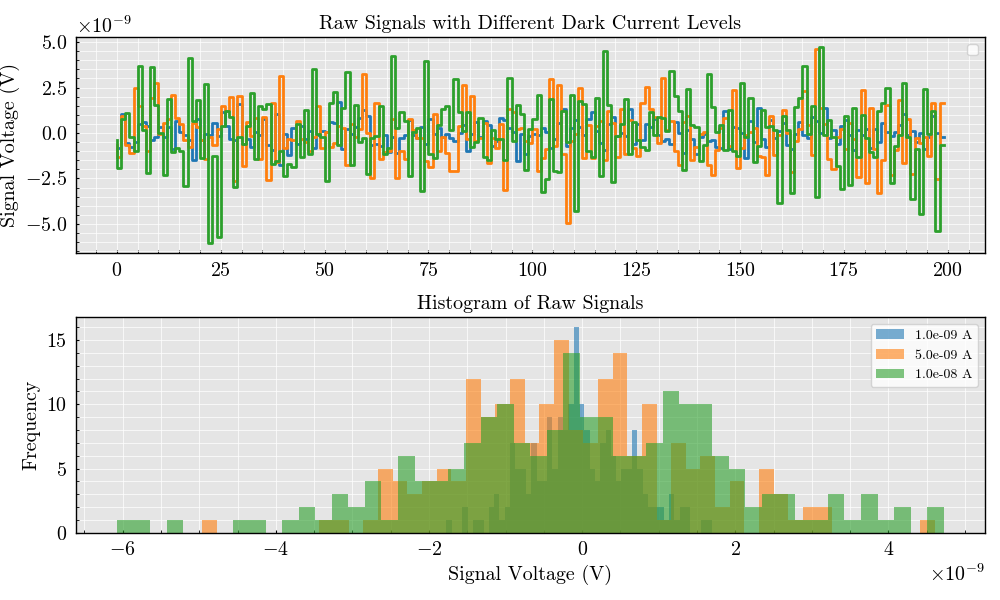 Raw Signals with Different Dark Current Levels
×10⁻⁹
Signal Voltage (V)
5.0
2.5
0.0
−2.5
−5.0
0 25 50 75 100 125 150 175 200
Histogram of Raw Signals
Frequency
15
10
5
0
1.0e-09 A
5.0e-09 A
1.0e-08 A
−6 −4 −2 0 2 4
Signal Voltage (V)
×10⁻⁹